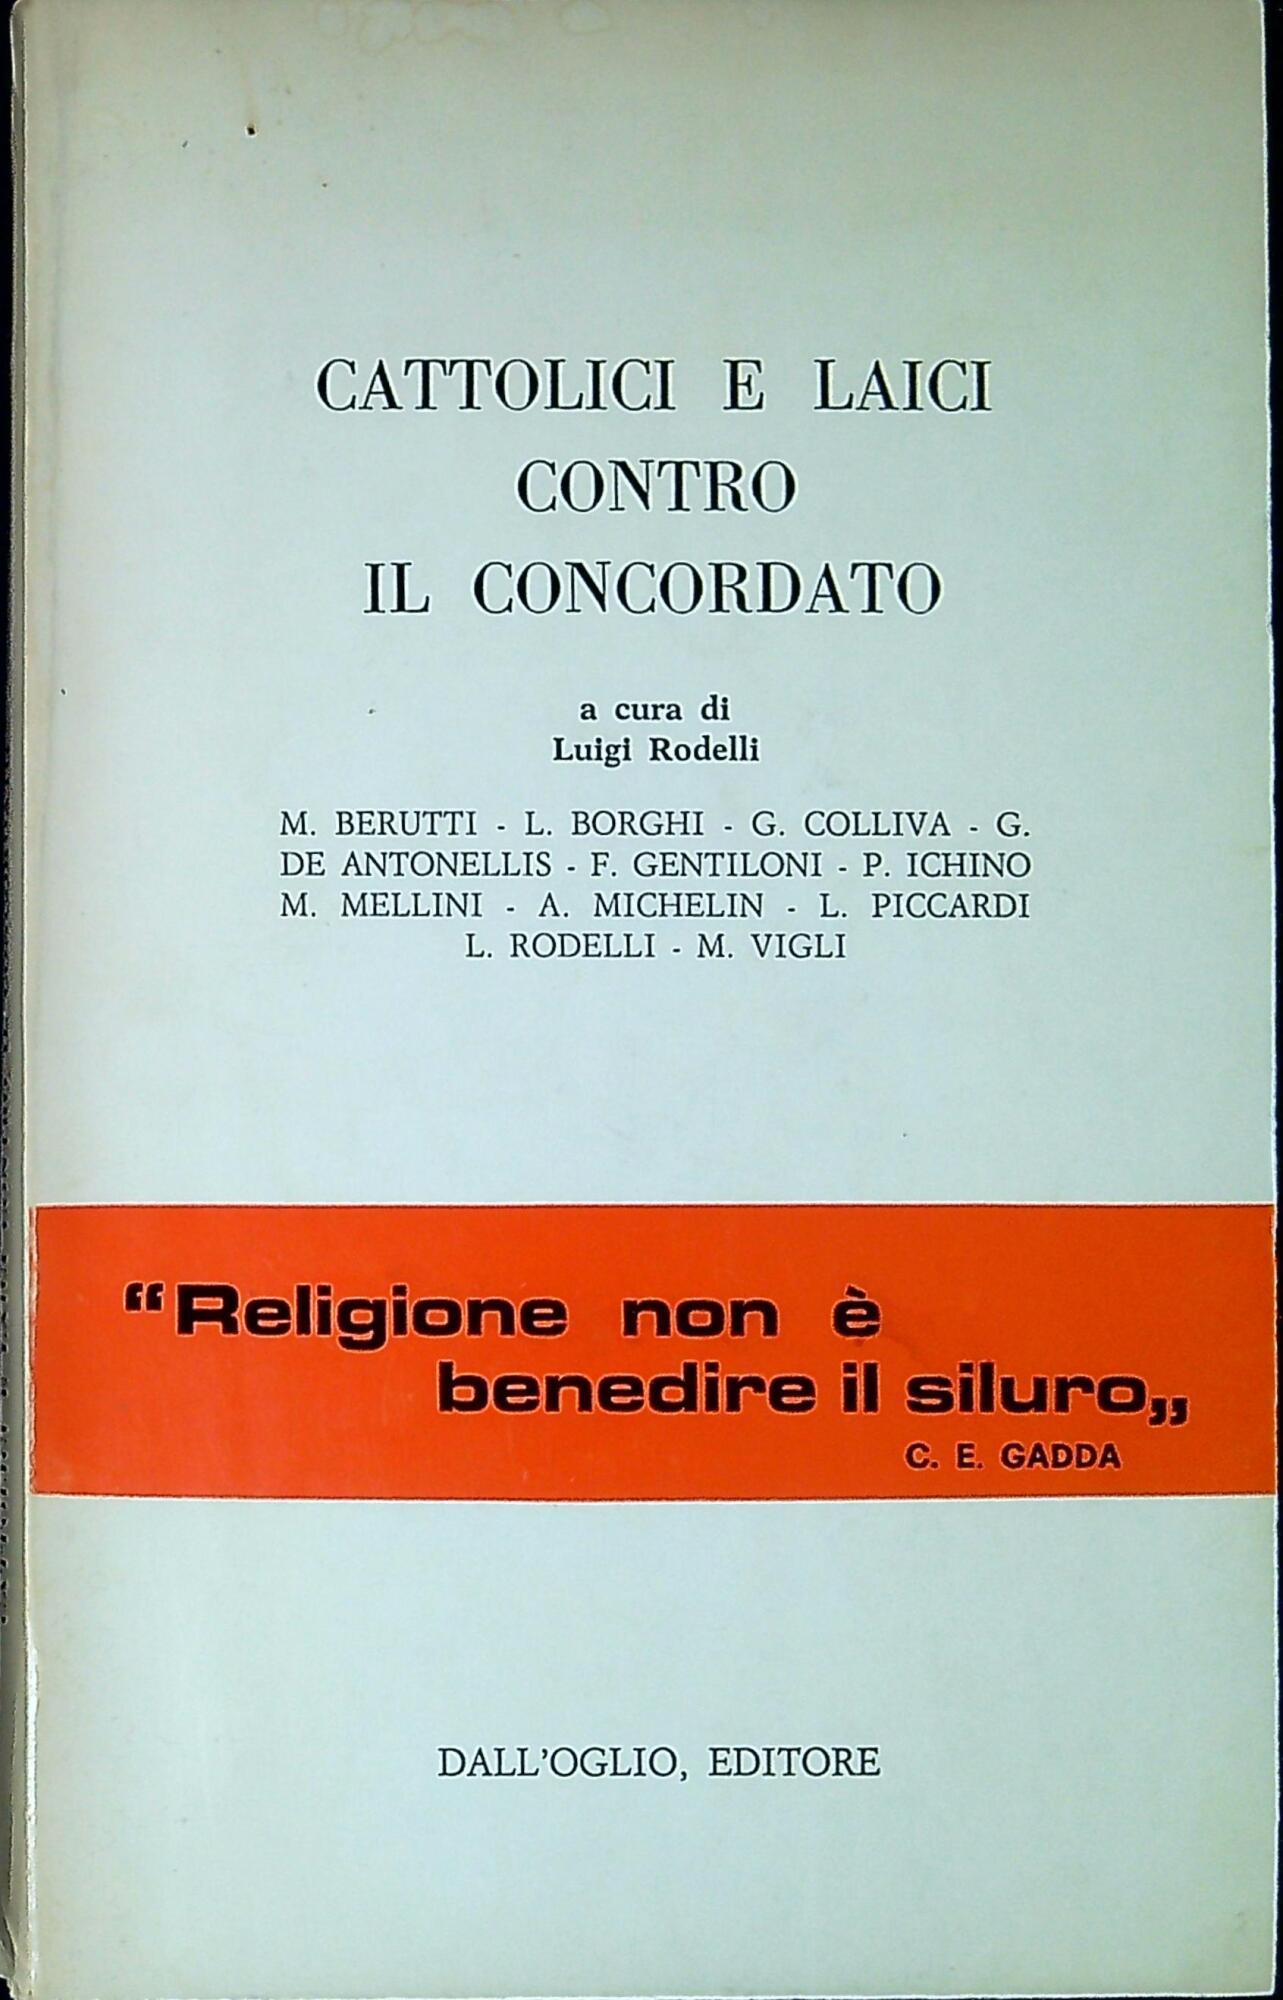 CATTOLICI E LAICI
CONTRO
IL CONCORDATO
a cura di
Luigi Rodelli
M. BERUTTI - L. BORGHI - G. COLLIVA - G.
DE ANTONELLIS - F. GENTILONI - P. ICHINO
M. MELLINI - A. MICHELIN - L. PICCARDI
L. RODELLI - M. VIGLI
“Religione non è
benedire il siluro„
C. E. GADDA
DALL'OGLIO, EDITORE